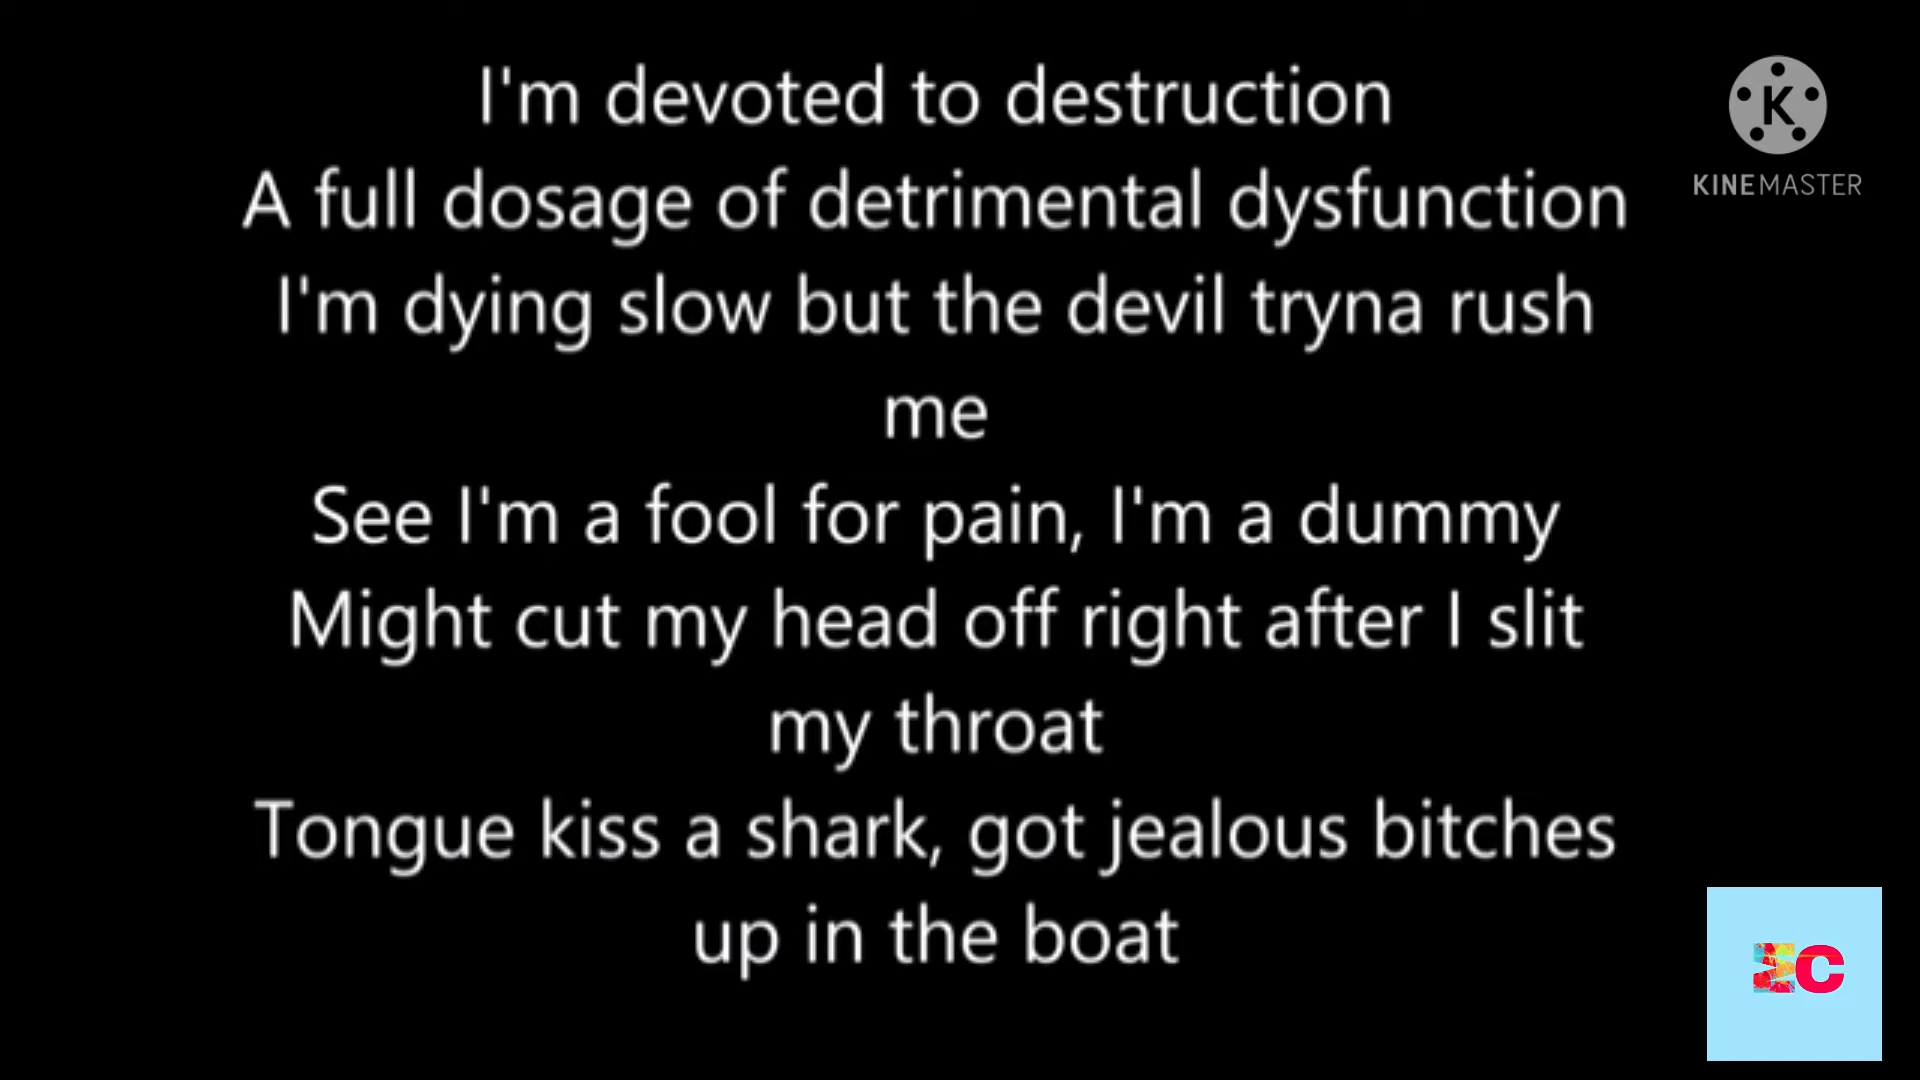 I'm devoted to destruction
A full dosage of detrimental dysfunction
I'm dying slow but the devil tryna rush
me
See I'm a fool for pain, I'm a dummy
Might cut my head off right after I slit
my throat
Tongue kiss a shark, got jealous bitches
up in the boat
K
KINEMASTER
C